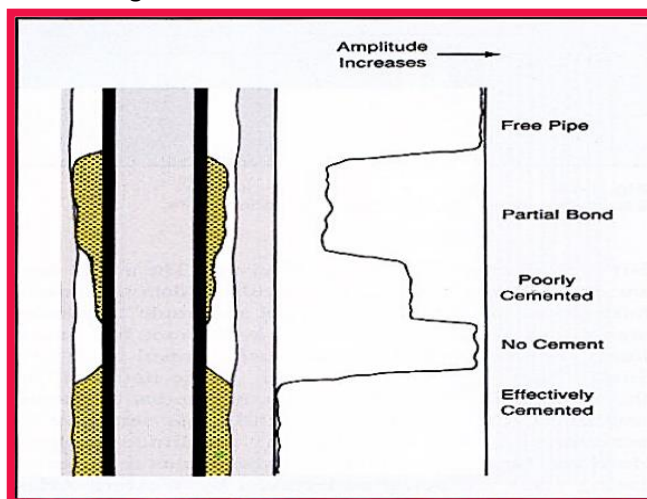 Amplitude
Increases
Free Pipe
Partial Bond
Poorly
Cemented
No Cement
Effectively
Cemented